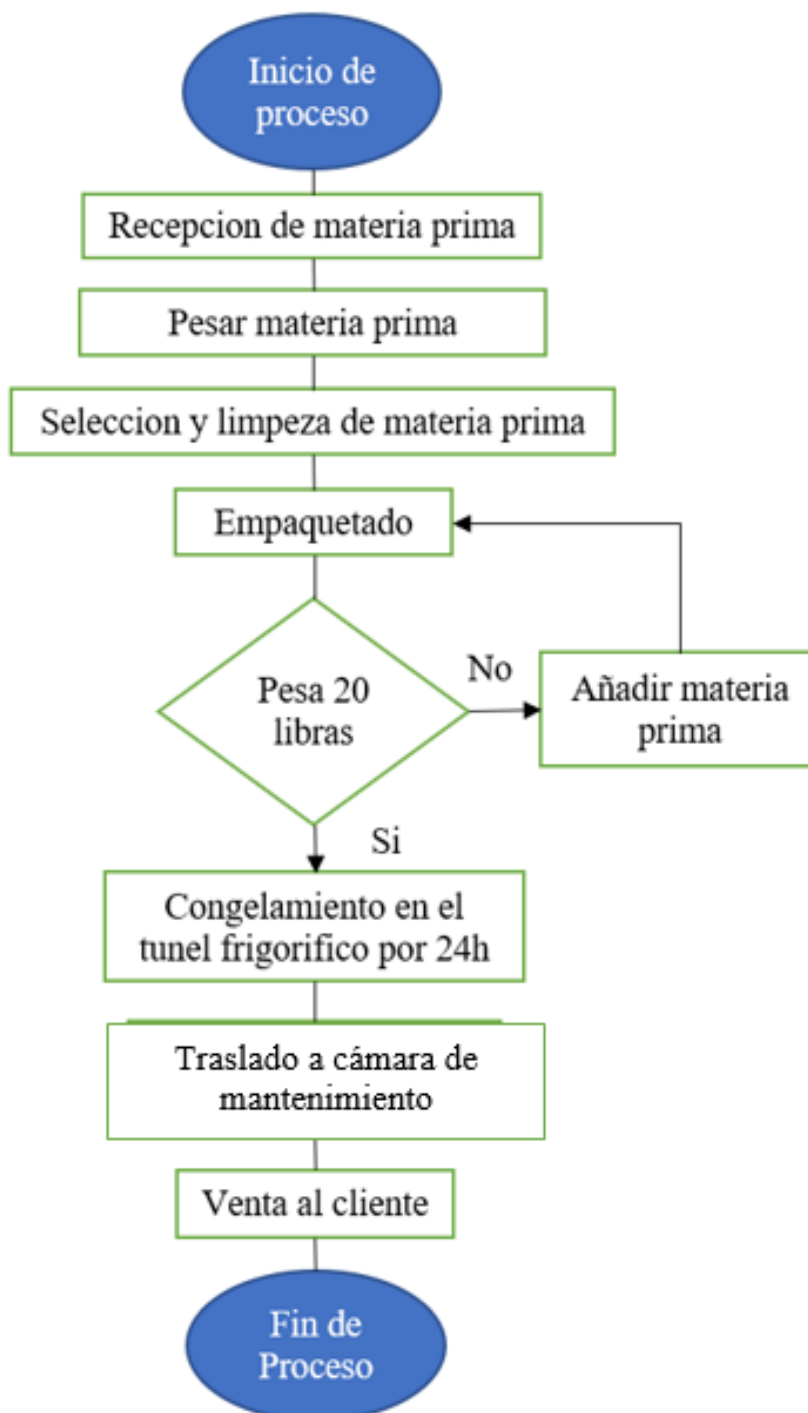 Inicio de
proceso
Recepcion de materia prima
Pesar materia prima
Seleccion y limpeza de materia prima
Empaquetado
Pesa 20
libras
No
Añadir materia
prima
Si
Congelamiento en el
tunel frigorifico por 24h
Traslado a cámara de
mantenimiento
Venta al cliente
Fin de
Proceso